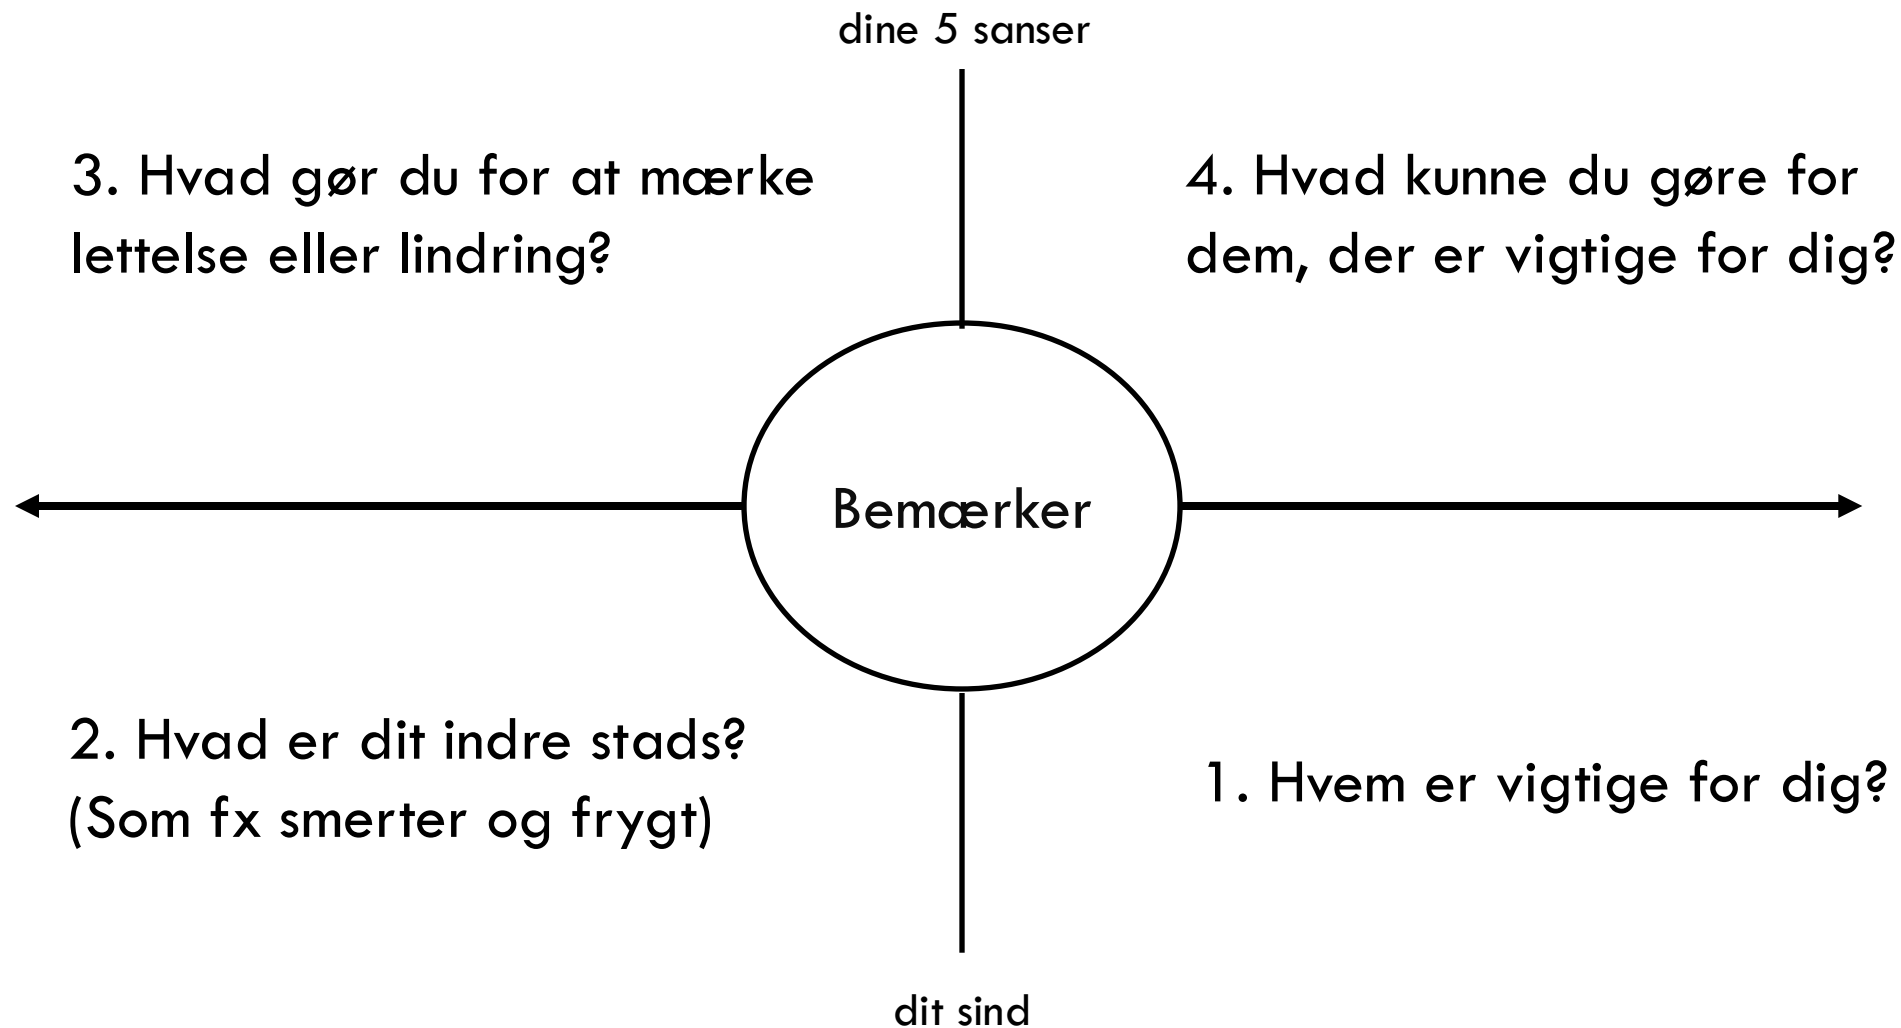 dine 5 sanser
3. Hvad gør du for at mærke
lettelse eller lindring?
4. Hvad kunne du gøre for
dem, der er vigtige for dig?
Bemærker
2. Hvad er dit indre stads?
(Som fx smerter og frygt)
1. Hvem er vigtige for dig?
dit sind